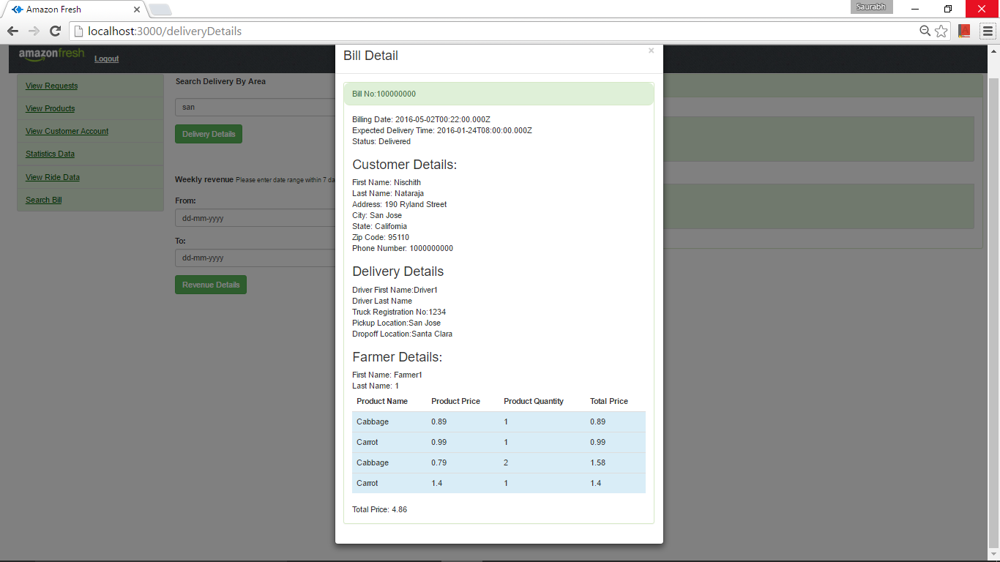 Amazon Fresh
Saurabh
localhost:3000/deliveryDetails
amazonfresh
Logout
View Requests
View Products
View Customer Account
Statistics Data
View Ride Data
Search Bill
Search Delivery By Area
san
Delivery Details
Weekly revenue Please enter date range within 7 da
From:
dd-mm-yyyy
To:
dd-mm-yyyy
Revenue Details
Bill Detail
×
Bill No:100000000
Billing Date: 2016-05-02T00:22:00.000Z
Expected Delivery Time: 2016-01-24T08:00:00.000Z
Status: Delivered
Customer Details:
First Name: Nischith
Last Name: Nataraja
Address: 190 Ryland Street
City: San Jose
State: California
Zip Code: 95110
Phone Number: 1000000000
Delivery Details
Driver First Name:Driver1
Driver Last Name
Truck Registration No:1234
Pickup Location:San Jose
Dropoff Location:Santa Clara
Farmer Details:
First Name: Farmer1
Last Name: 1
Product Name Product Price Product Quantity Total Price
Cabbage 0.89 1 0.89
Carrot 0.99 1 0.99
Cabbage 0.79 2 1.58
Carrot 1.4 1 1.4
Total Price: 4.86